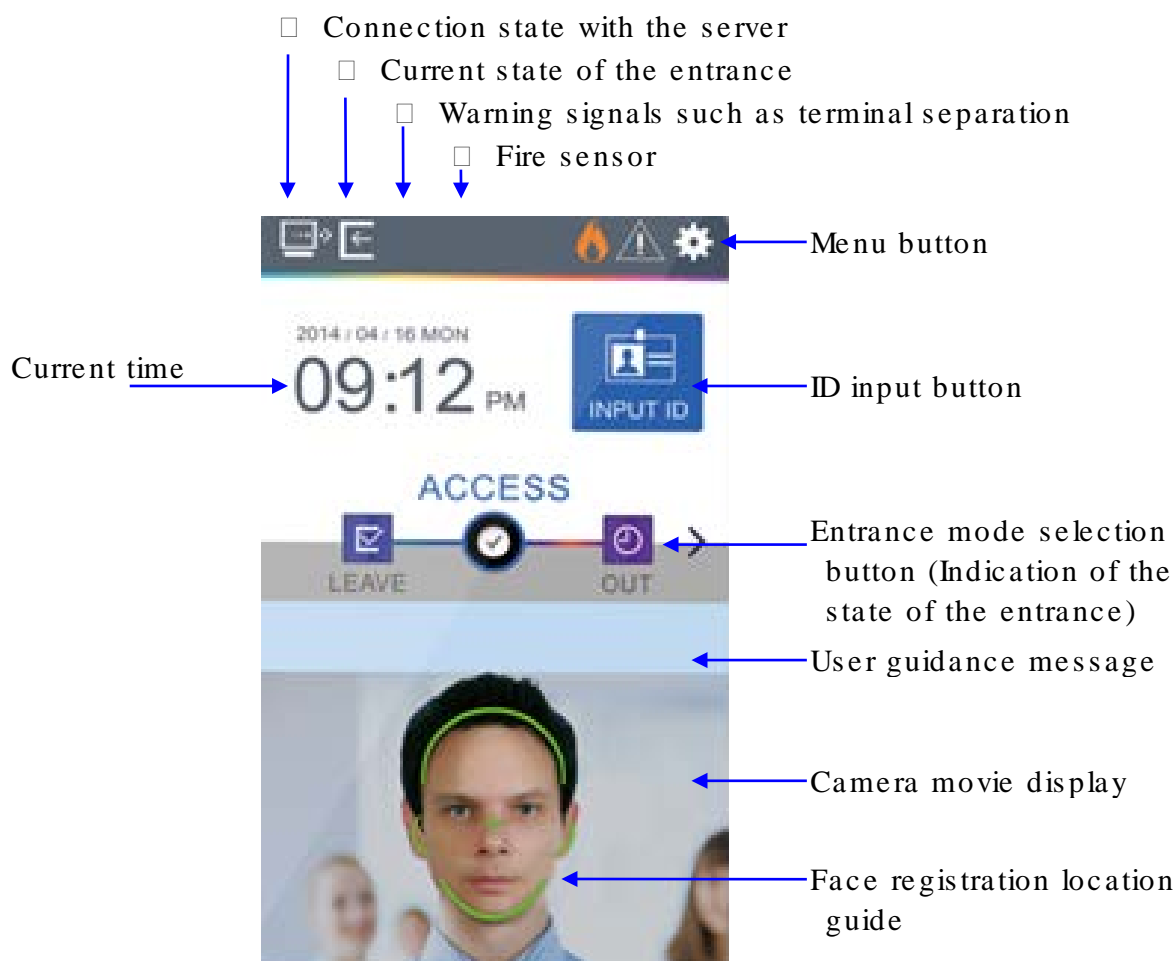 □ Connection state with the server
□ Current state of the entrance
□ Warning signals such as terminal separation
□ Fire sensor
Menu button
2014 / 04 / 16 MON
Current time
09:12 PM
INPUT ID
ID input button
ACCESS
LEAVE
OUT
Entrance mode selection
button (Indication of the
state of the entrance)
User guidance message
Camera movie display
Face registration location
guide